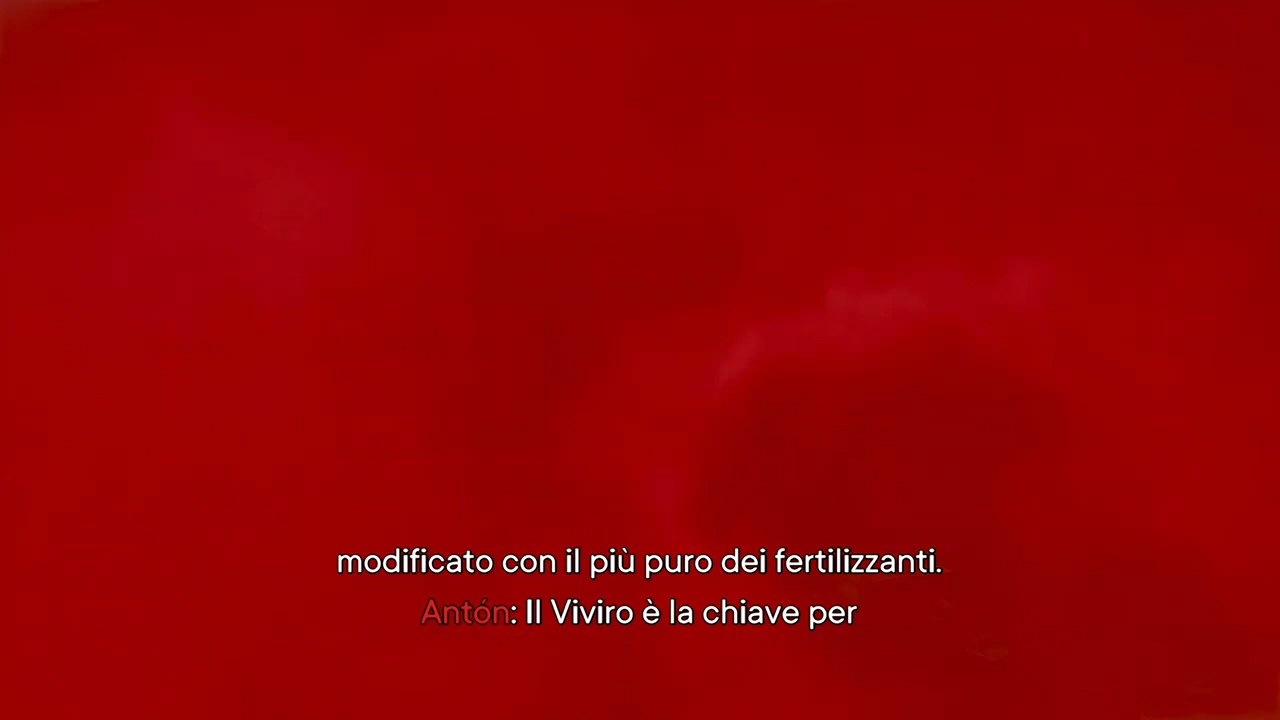 modificato con il più puro dei fertilizzanti.
Antón: Il Viviro è la chiave per